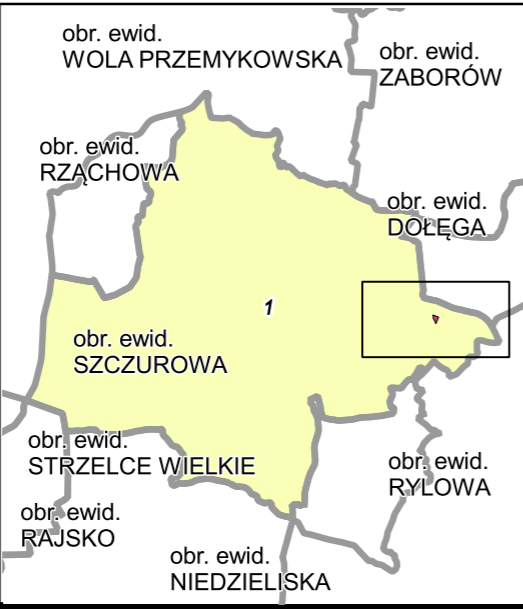 obr. ewid.
WOLA PRZEMYKOWSKA
obr. ewid.
ZABORÓW
obr. ewid.
RZĄCHOWA
obr. ewid.
DOŁĘGA
1
obr. ewid.
SZCZUROWA
obr. ewid.
STRZELCE WIELKIE
obr. ewid.
RYLOWA
obr. ewid.
RAJSKO
obr. ewid.
NIEDZIELISKA